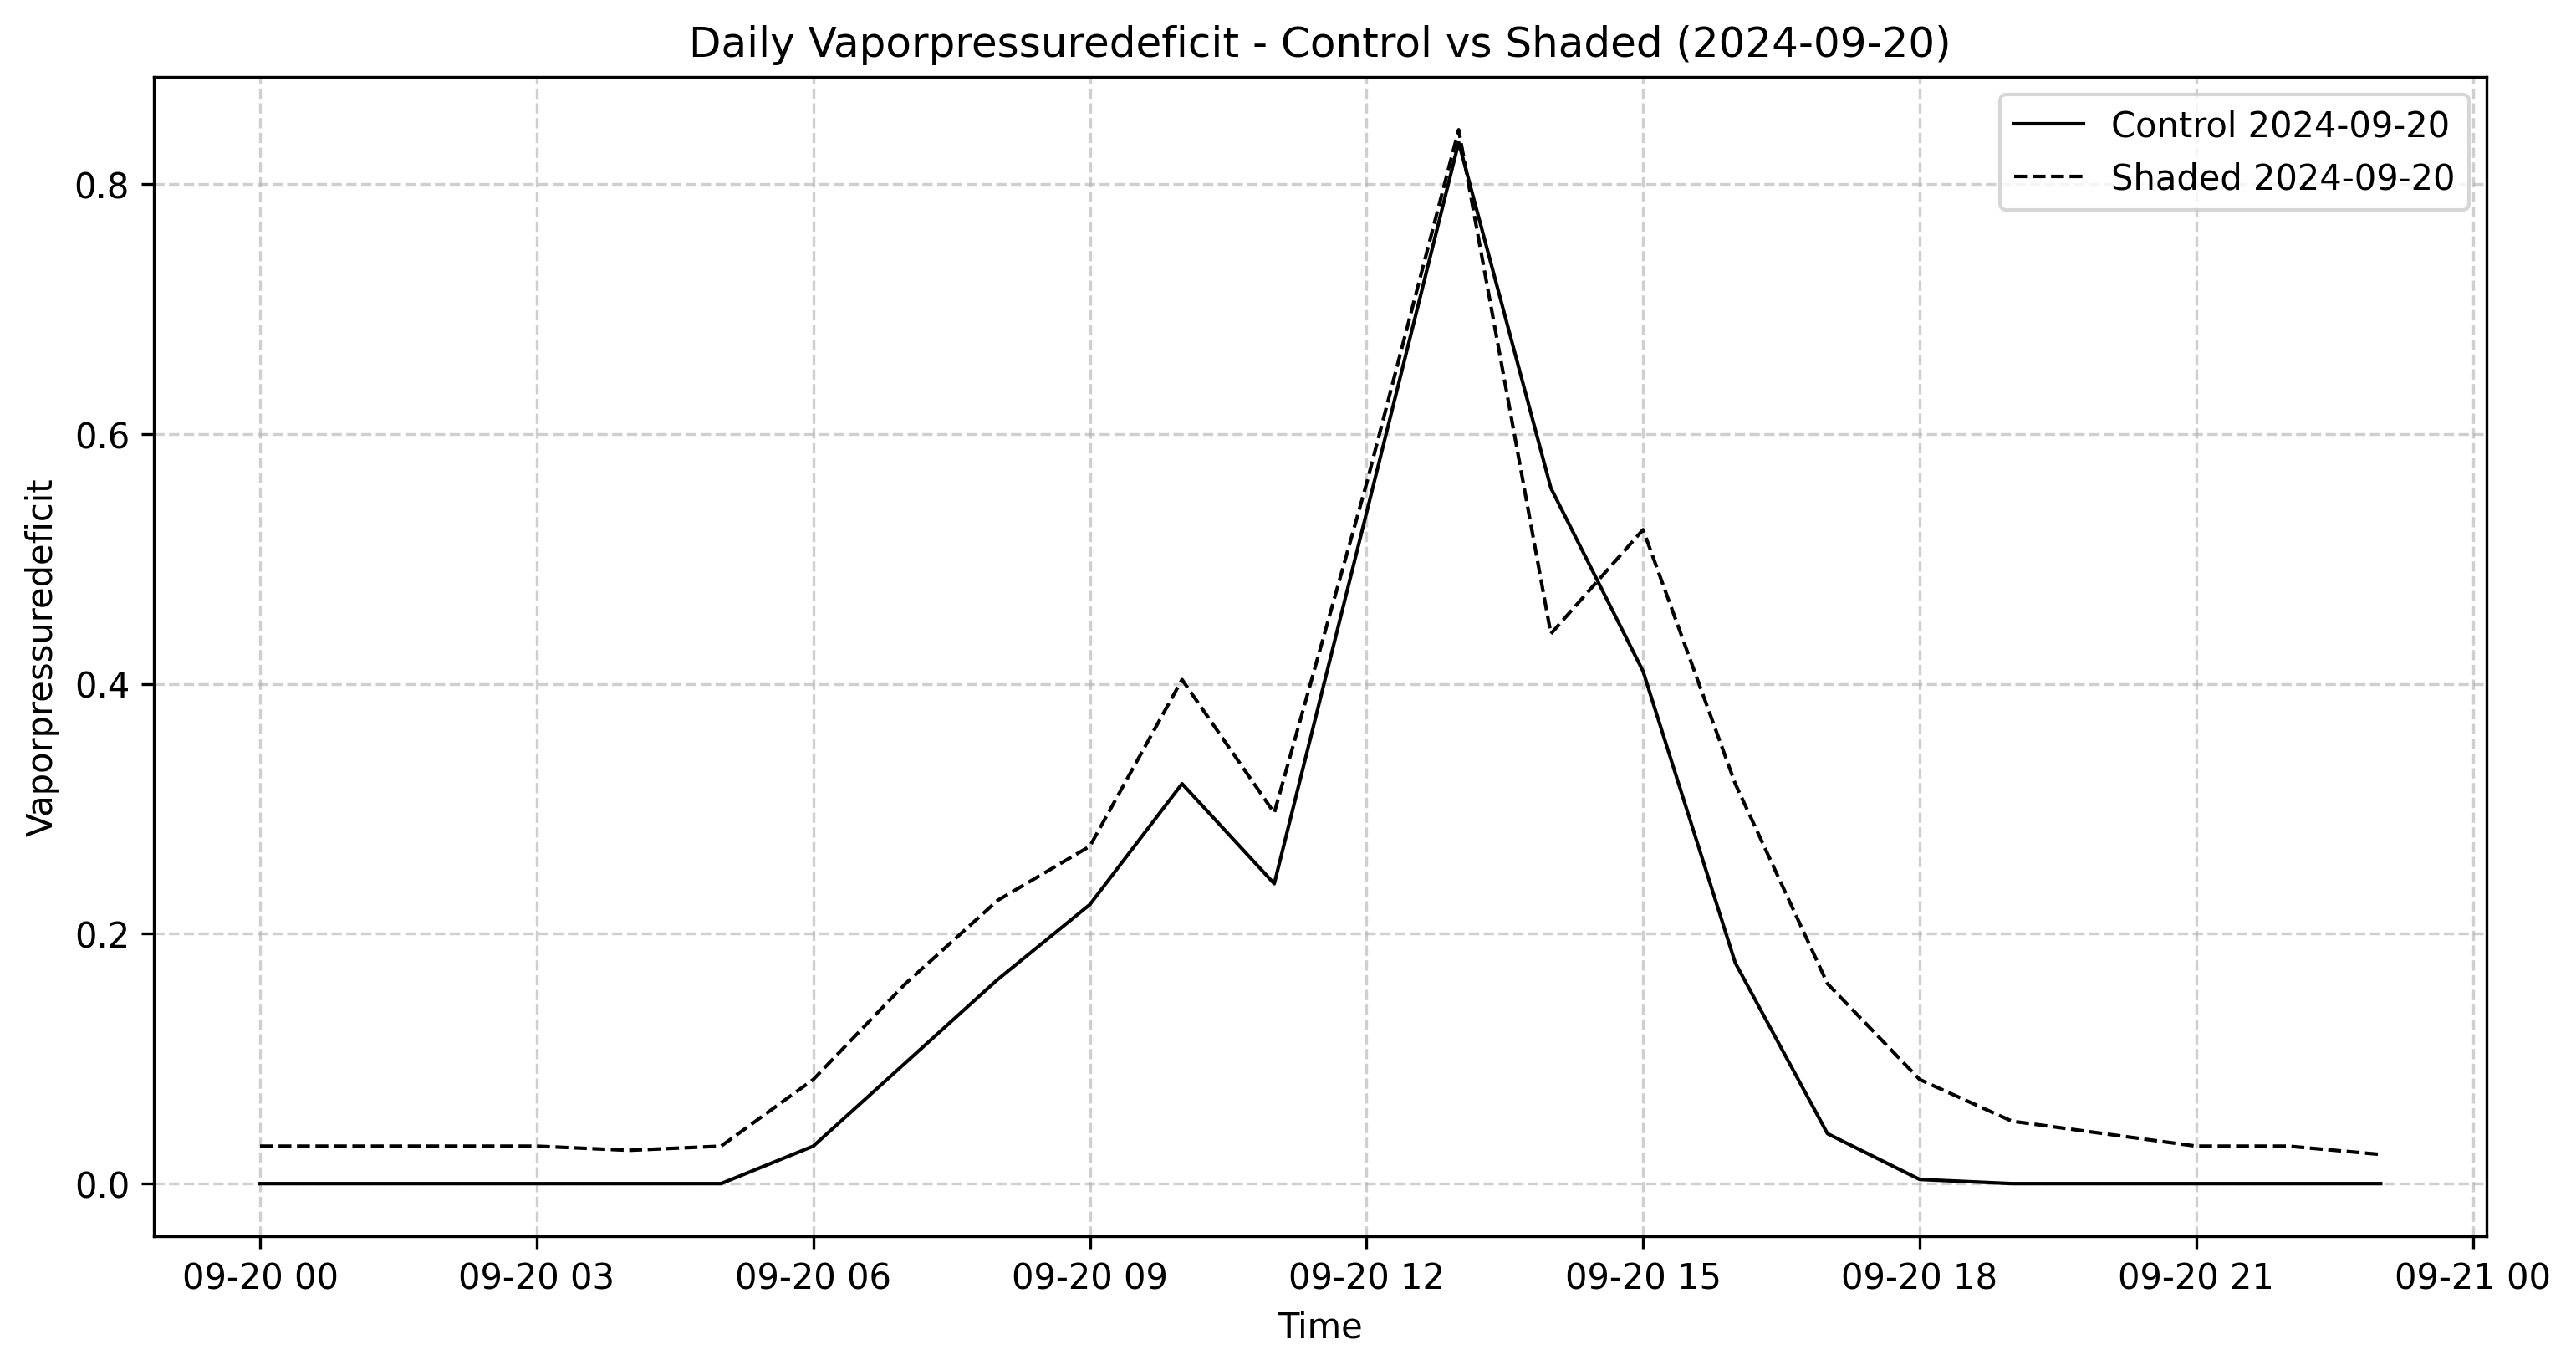 Daily Vaporpressuredeficit - Control vs Shaded (2024-09-20)
Control 2024-09-20
Shaded 2024-09-20
Vaporpressuredeficit
0.8
0.6
0.4
0.2
0.0
09-20 00 09-20 03 09-20 06 09-20 09 09-20 12 09-20 15 09-20 18 09-20 21 09-21 00
Time